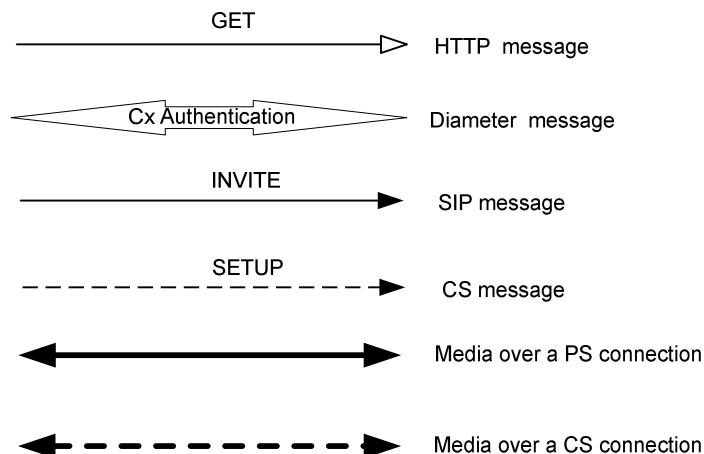 GET
HTTP message
Cx Authentication
Diameter message
INVITE
SIP message
SETUP
CS message
Media over a PS connection
Media over a CS connection